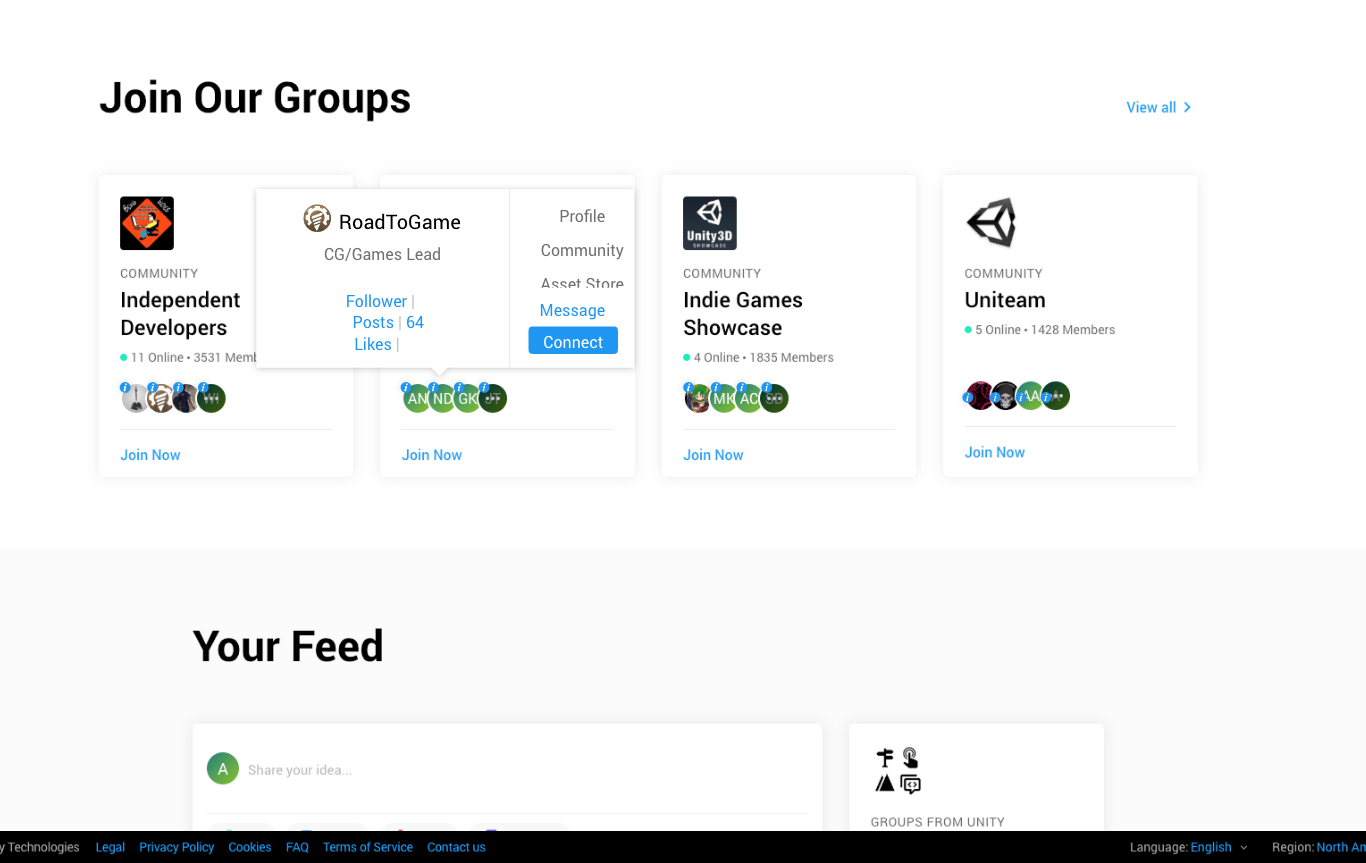 Join Our Groups
View all
COMMUNITY
Independent
Developers
11 Online • 3531 Memb
Join Now
RoadToGame
CG/Games Lead
Follower |
Posts | 64
Likes |
Profile
Community
Asset Store
Message
Connect
AN ND GK
Join Now
Unity3D
SHOWCASE
COMMUNITY
Indie Games
Showcase
4 Online • 1835 Members
MK AC
Join Now
COMMUNITY
Uniteam
5 Online • 1428 Members
AA
Join Now
Your Feed
A
Share your idea...
GROUPS FROM UNITY
y Technologies
Legal
Privacy Policy
Cookies
FAQ
Terms of Service
Contact us
Language: English
Region: North Am